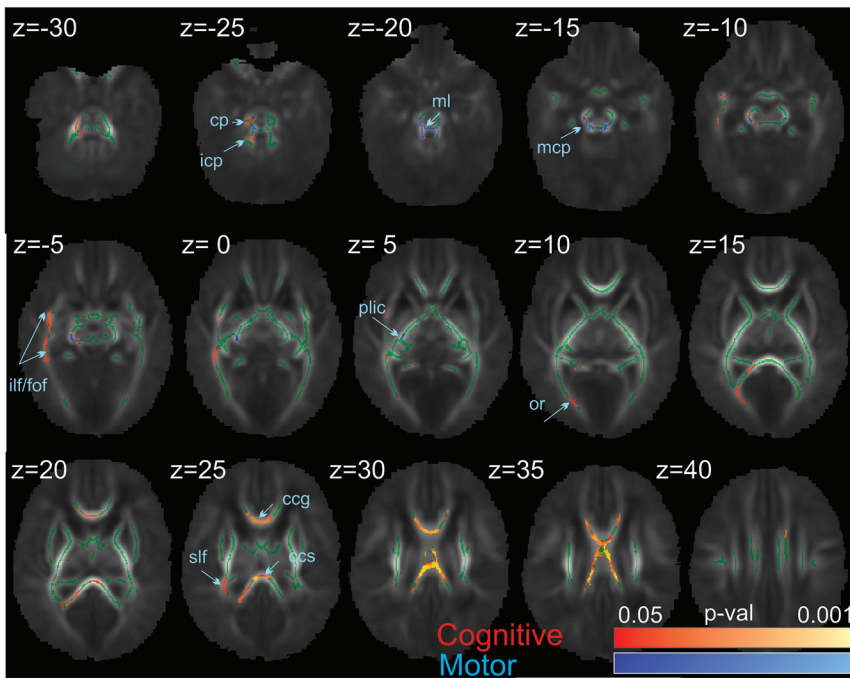 z=-30 z=-25 z=-20 z=-15 z=-10
cp
ml
icp
mcp
z=-5 z= 0 z= 5 z=10 z=15
plic
ilf/fof
or
z=20 z=25 z=30 z=35 z=40
ccg
slf
ccs
0.05 p-val 0.001
Cognitive
Motor